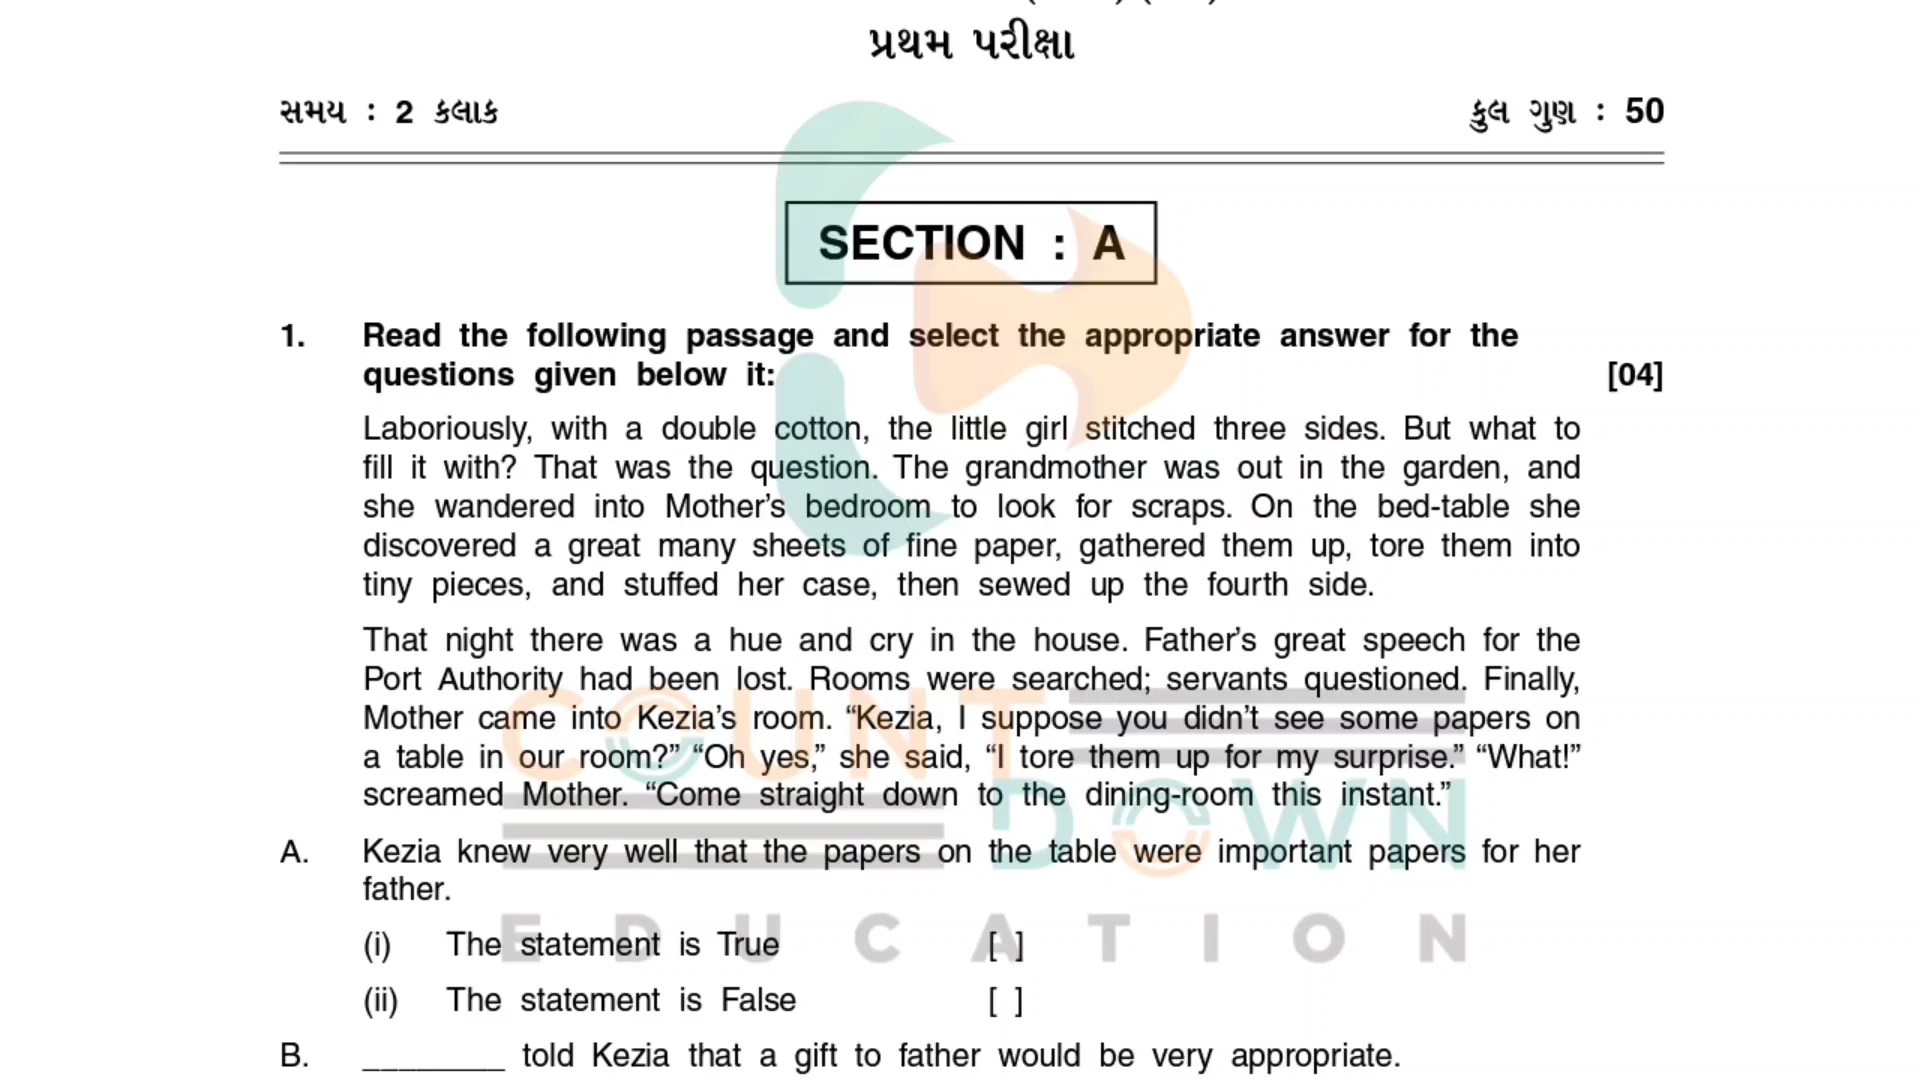 પ્રથમ પરીક્ષા
સમય : 2 કલાક
કુલ ગુણ : 50
SECTION : A
1. Read the following passage and select the appropriate answer for the
questions given below it: [04]
Laboriously, with a double cotton, the little girl stitched three sides. But what to
fill it with? That was the question. The grandmother was out in the garden, and
she wandered into Mother’s bedroom to look for scraps. On the bed-table she
discovered a great many sheets of fine paper, gathered them up, tore them into
tiny pieces, and stuffed her case, then sewed up the fourth side.
That night there was a hue and cry in the house. Father’s great speech for the
Port Authority had been lost. Rooms were searched; servants questioned. Finally,
Mother came into Kezia’s room. “Kezia, I suppose you didn’t see some papers on
a table in our room?” “Oh yes,” she said, “I tore them up for my surprise.” “What!”
screamed Mother. “Come straight down to the dining-room this instant.”
A. Kezia knew very well that the papers on the table were important papers for her
father.
(i) The statement is True [ ]
(ii) The statement is False [ ]
B. ________ told Kezia that a gift to father would be very appropriate.
COUNT
DOWN
EDUCATION